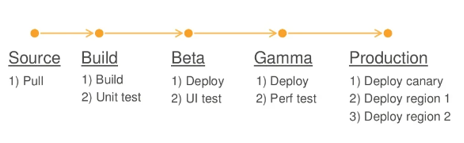 Source
1) Pull
Build
1) Build
2) Unit test
Beta
1) Deploy
2) UI test
Gamma
1) Deploy
2) Perf test
Production
1) Deploy canary
2) Deploy region 1
3) Deploy region 2